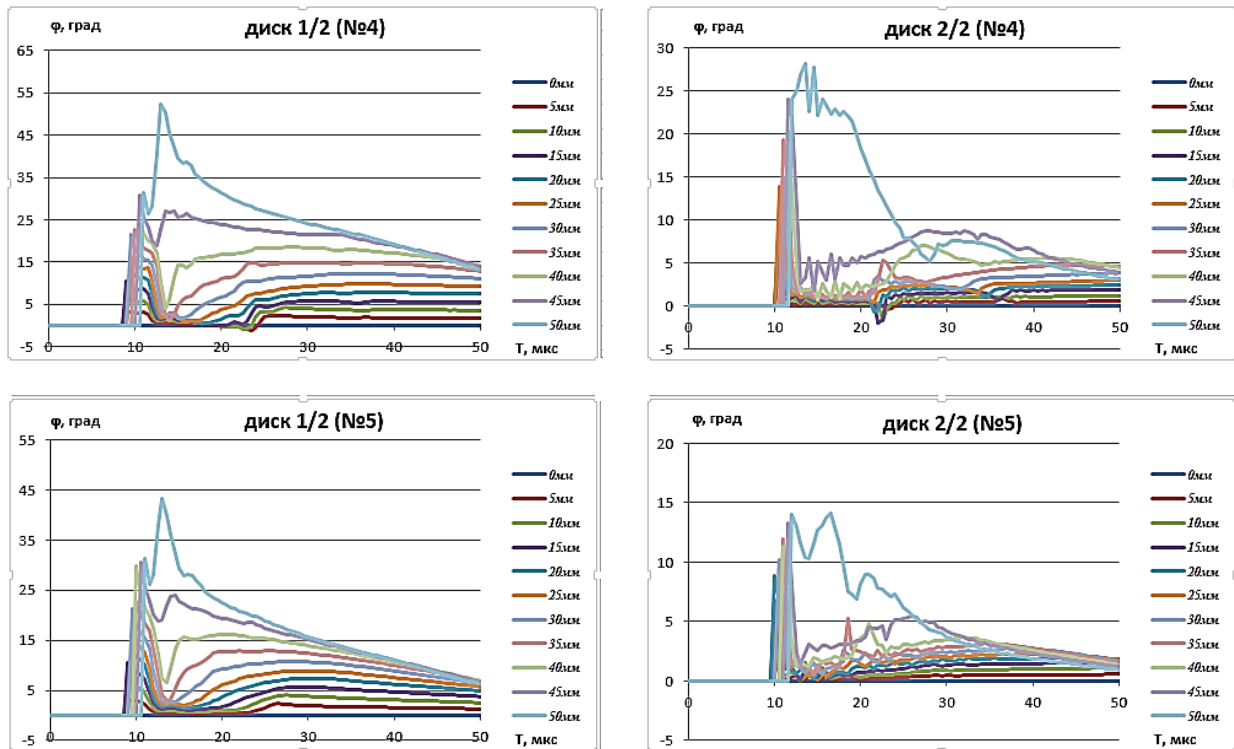 φ, град
диск 1/2 (№4)
65
55
45
35
25
15
5
-5
0
10
20
30
40
50
T, мкс
0мм
5мм
10мм
15мм
20мм
25мм
30мм
35мм
40мм
45мм
50мм
φ, град
диск 2/2 (№4)
30
25
20
15
10
5
0
-5
0
10
20
30
40
50
T, мкс
0мм
5мм
10мм
15мм
20мм
25мм
30мм
35мм
40мм
45мм
50мм
φ, град
диск 1/2 (№5)
55
45
35
25
15
5
-5
0
10
20
30
40
50
T, мкс
0мм
5мм
10мм
15мм
20мм
25мм
30мм
35мм
40мм
45мм
50мм
φ, град
диск 2/2 (№5)
20
15
10
5
0
-5
0
10
20
30
40
50
T, мкс
0мм
5мм
10мм
15мм
20мм
25мм
30мм
35мм
40мм
45мм
50мм